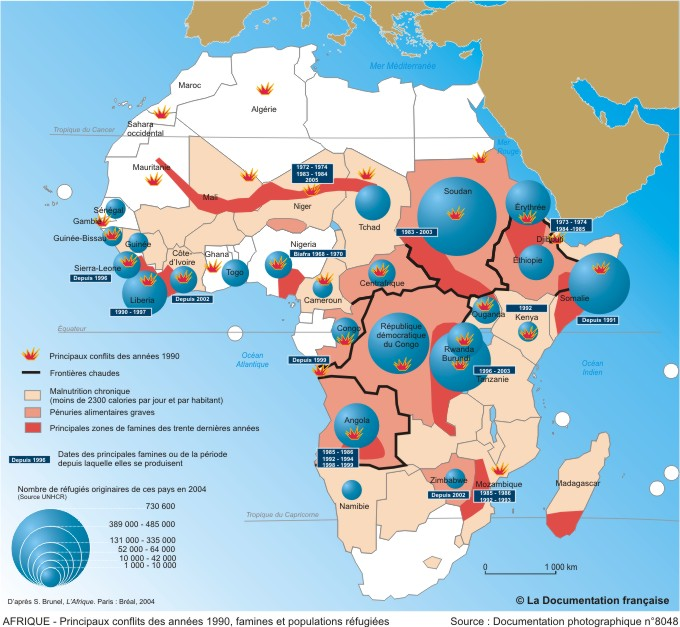 Mer Méditerranée
Maroc
Algérie
Tropique du Cancer
Sahara
occidental
Mer
Rouge
Mauritanie
1972 - 1974
1983 - 1984
2005
Mali
Niger
Tchad
Soudan
Érythrée
1973 - 1974
1984 - 1985
Sénégal
Gambie
Guinée-Bissau
Guinée
1983 - 2003
Djibouti
Éthiopie
Nigeria
Biafra 1968 - 1970
Côte-
d'Ivoire
Ghana
Togo
Sierra-Leone
Depuis 1996
Liberia
1990 - 1997
Depuis 2002
Centrafrique
Cameroun
Somalie
Depuis 1991
Ouganda
1992
Kenya
Équateur
Congo
République
démocratique
du Congo
Rwanda
Burundi
1996 - 2003
Tanzanie
Depuis 1999
Océan
Atlantique
Océan
Indien
Principaux conflits des années 1990
Frontières chaudes
Malnutrition chronique
(moins de 2300 calories par jour et par habitant)
Pénuries alimentaires graves
Principales zones de famines des trente dernières années
Depuis 1996
Dates des principales famines ou de la période
depuis laquelle elles se produisent
Angola
1985 - 1986
1992 - 1994
1998 - 1999
Zimbabwe
Depuis 2002
Mozambique
1985 - 1986
1992 - 1993
Madagascar
Namibie
Tropique du Capricorne
Nombre de réfugiés originaires de ces pays en 2004
(Source UNHCR)
730 600
389 000 - 485 000
131 000 - 335 000
52 000 - 64 000
10 000 - 42 000
1 000 - 10 000
0 1 000 km
D'après S. Brunel, L'Afrique. Paris : Bréal, 2004
© La Documentation française
AFRIQUE - Principaux conflits des années 1990, famines et populations réfugiées
Source : Documentation photographique n°8048